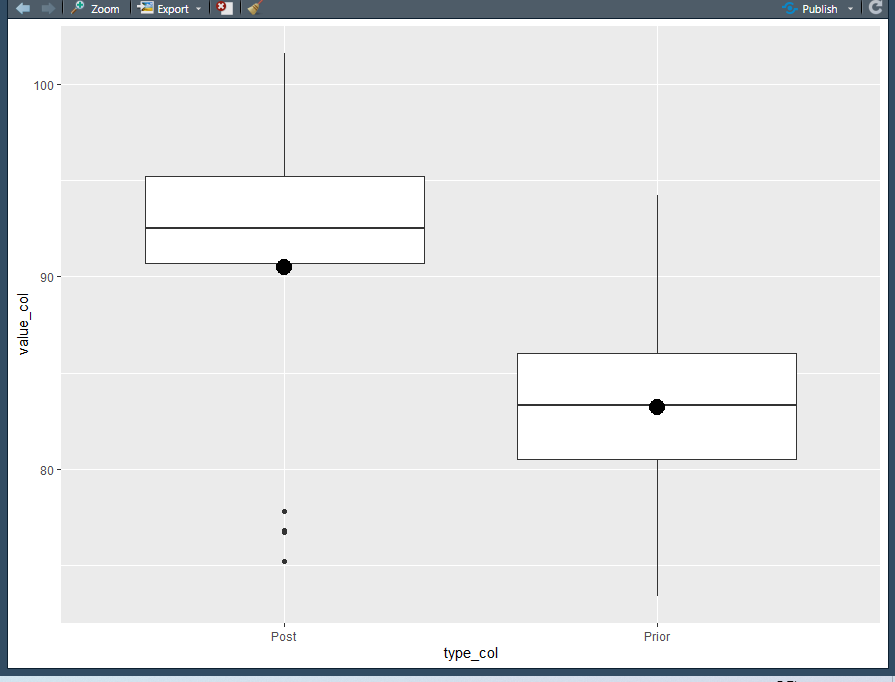 Zoom Export Publish
100
90
80
value_col
Post Prior
type_col